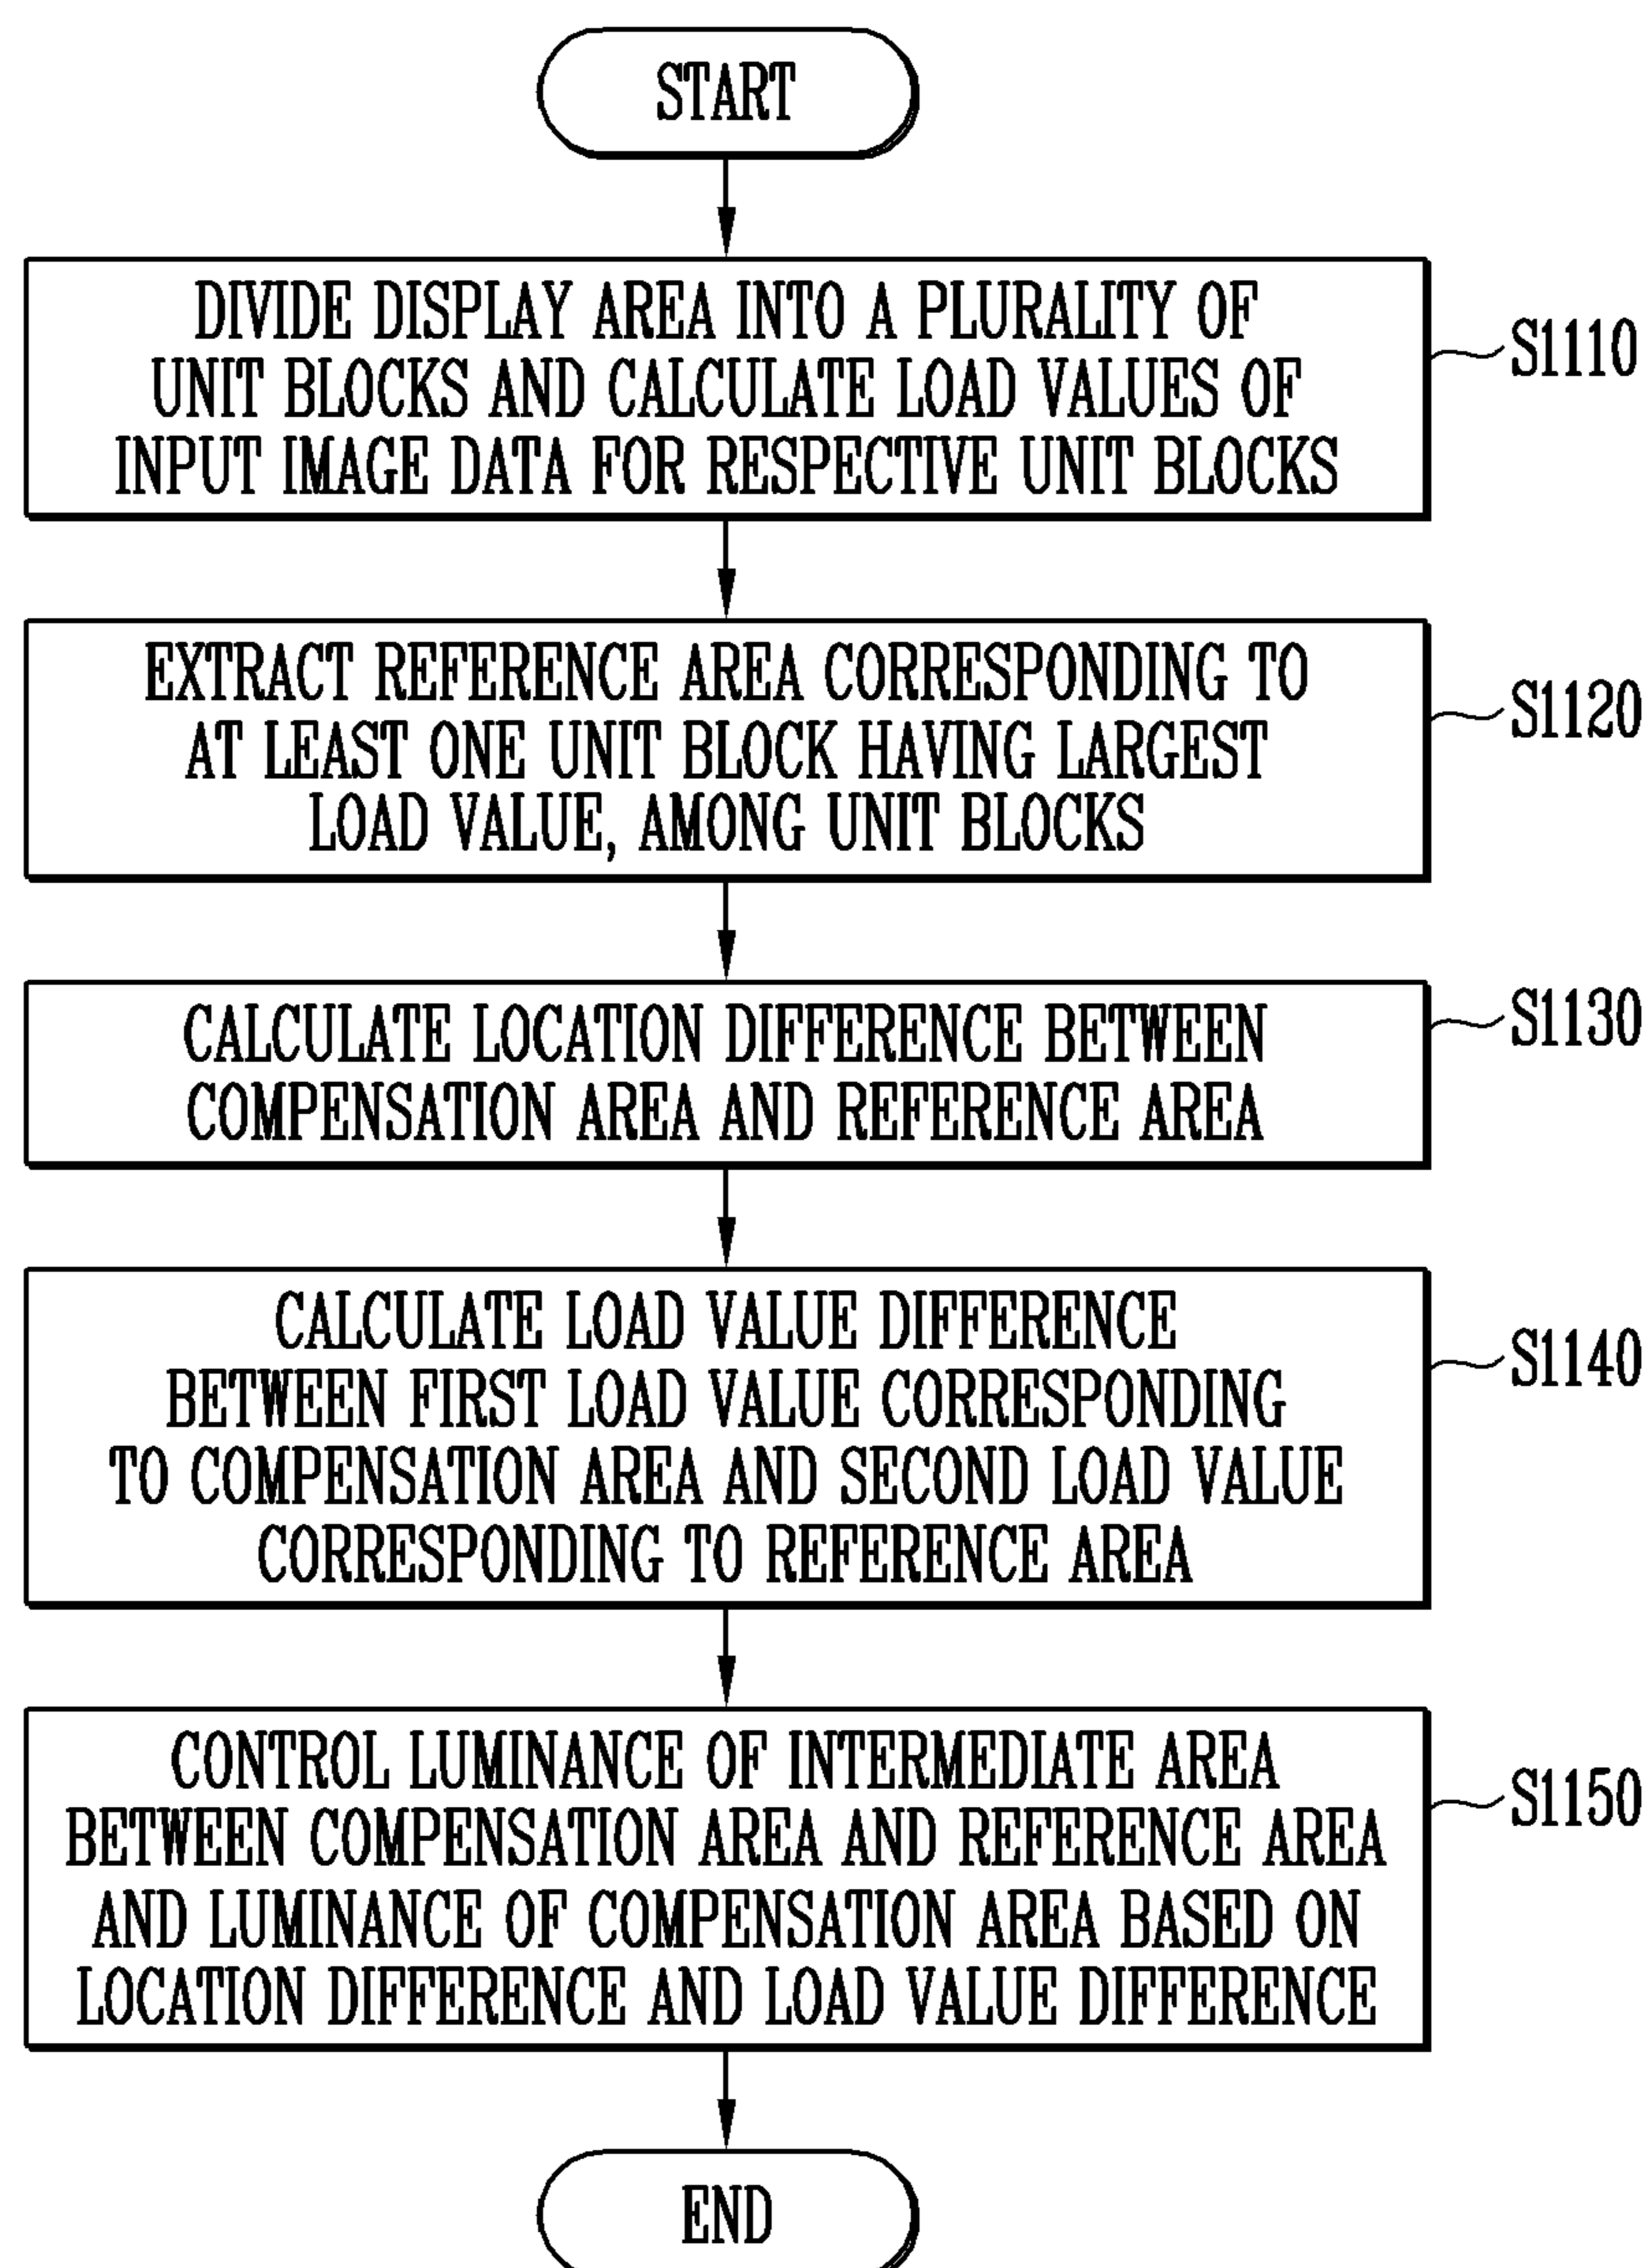 START
DIVIDE DISPLAY AREA INTO A PLURALITY OF
UNIT BLOCKS AND CALCULATE LOAD VALUES OF
INPUT IMAGE DATA FOR RESPECTIVE UNIT BLOCKS
S1110
EXTRACT REFERENCE AREA CORRESPONDING TO
AT LEAST ONE UNIT BLOCK HAVING LARGEST
LOAD VALUE, AMONG UNIT BLOCKS
S1120
CALCULATE LOCATION DIFFERENCE BETWEEN
COMPENSATION AREA AND REFERENCE AREA
S1130
CALCULATE LOAD VALUE DIFFERENCE
BETWEEN FIRST LOAD VALUE CORRESPONDING
TO COMPENSATION AREA AND SECOND LOAD VALUE
CORRESPONDING TO REFERENCE AREA
S1140
CONTROL LUMINANCE OF INTERMEDIATE AREA
BETWEEN COMPENSATION AREA AND REFERENCE AREA
AND LUMINANCE OF COMPENSATION AREA BASED ON
LOCATION DIFFERENCE AND LOAD VALUE DIFFERENCE
S1150
END